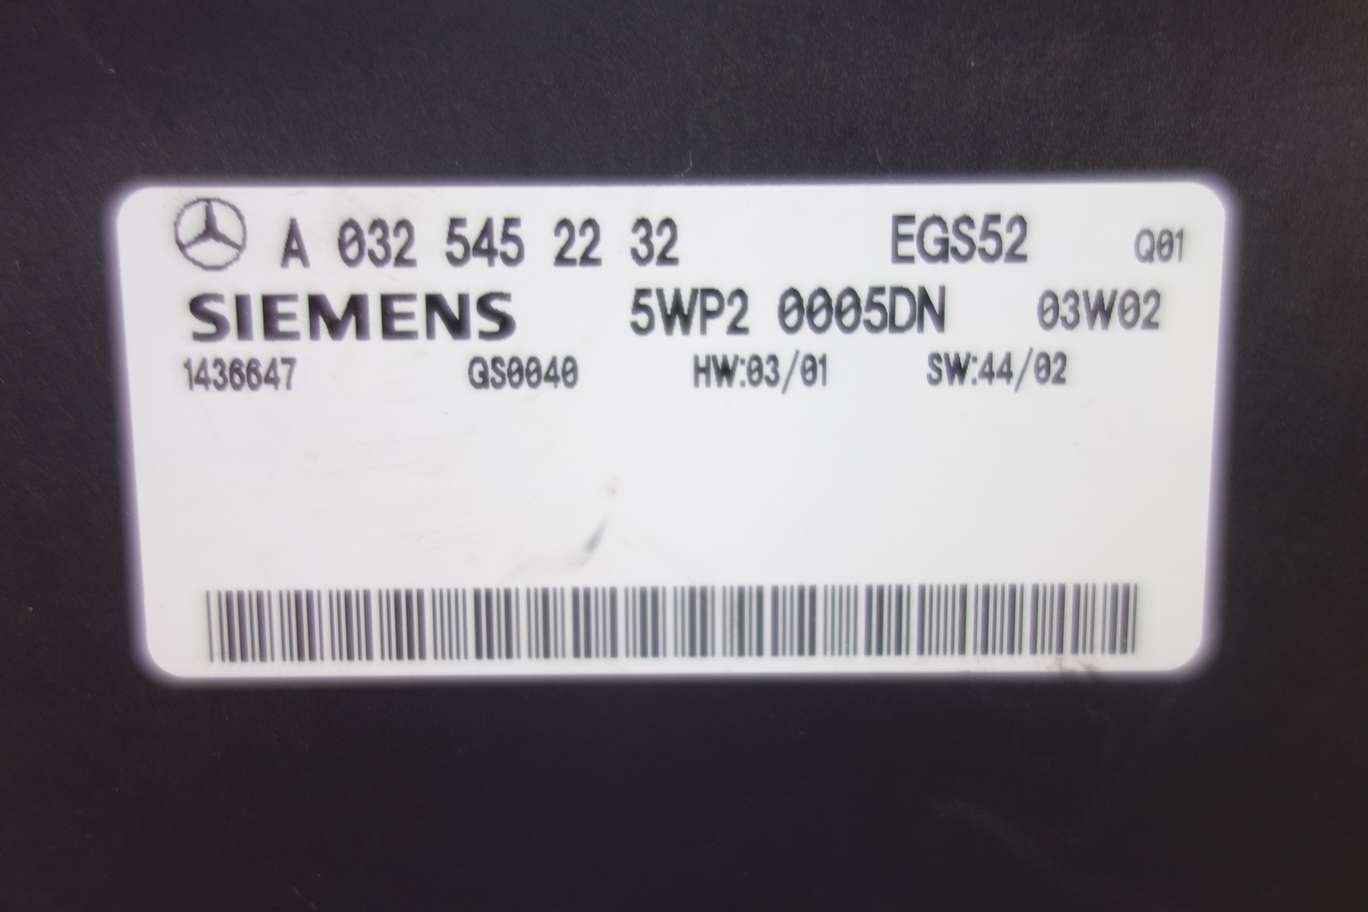 A 032 545 22 32 EGS52 Q01
SIEMENS 5WP2 0005DN 03W02
1436647 GS0040 HW:03/01 SW:44/02